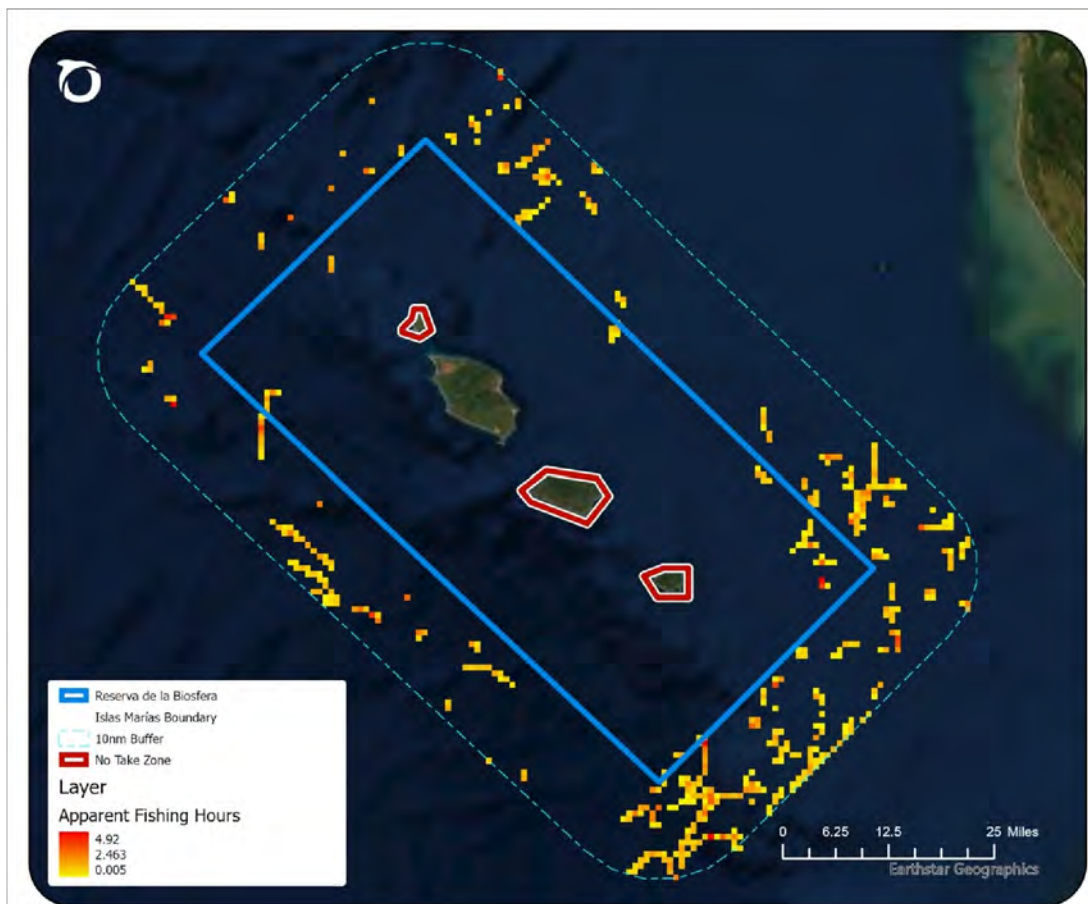 Reserva de la Biosfera
Islas Marías Boundary
10nm Buffer
No Take Zone
Layer
Apparent Fishing Hours
4.92
2.463
0.005
0 6.25 12.5 25 Miles
Earthstar Geographics